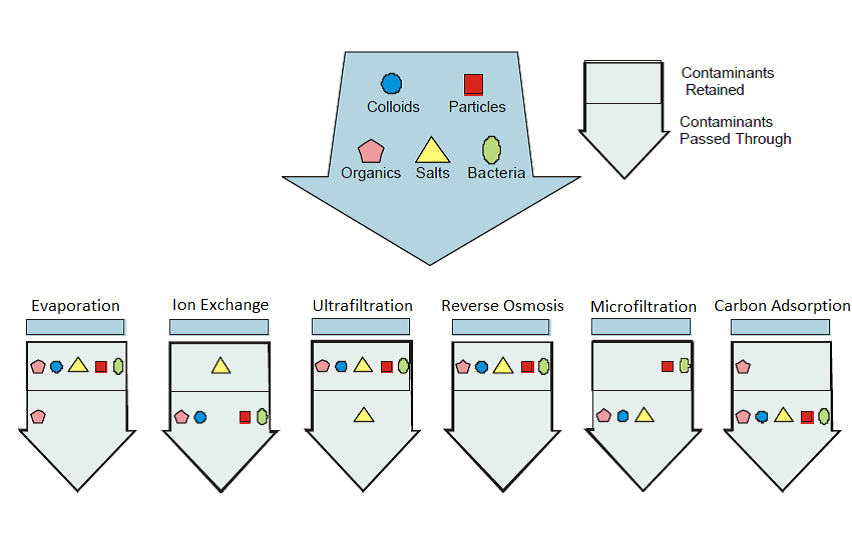 Colloids
Particles
Organics
Salts
Bacteria
Contaminants
Retained
Contaminants
Passed Through
Evaporation
Ion Exchange
Ultrafiltration
Reverse Osmosis
Microfiltration
Carbon Adsorption